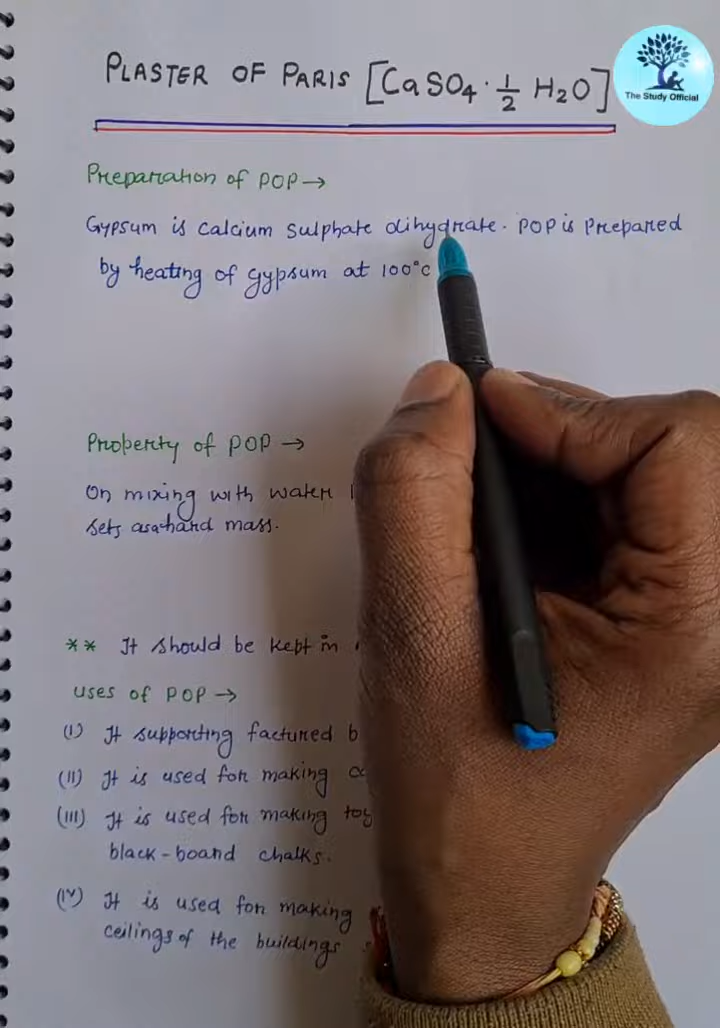 PLASTER OF PARIS [CaSO4 · 1/2 H2O]
The Study Official
Preparation of POP →
Gypsum is calcium sulphate dihydrate. POP is Prepared
by heating of gypsum at 100°c
Property of POP →
On mixing with water
sets as a hard mass.
** It should be kept in
uses of POP →
(I) It supporting factured b
(II) It is used for making
(III) It is used for making toy
black-board chalks.
(IV) It is used for making
ceilings of the buildings